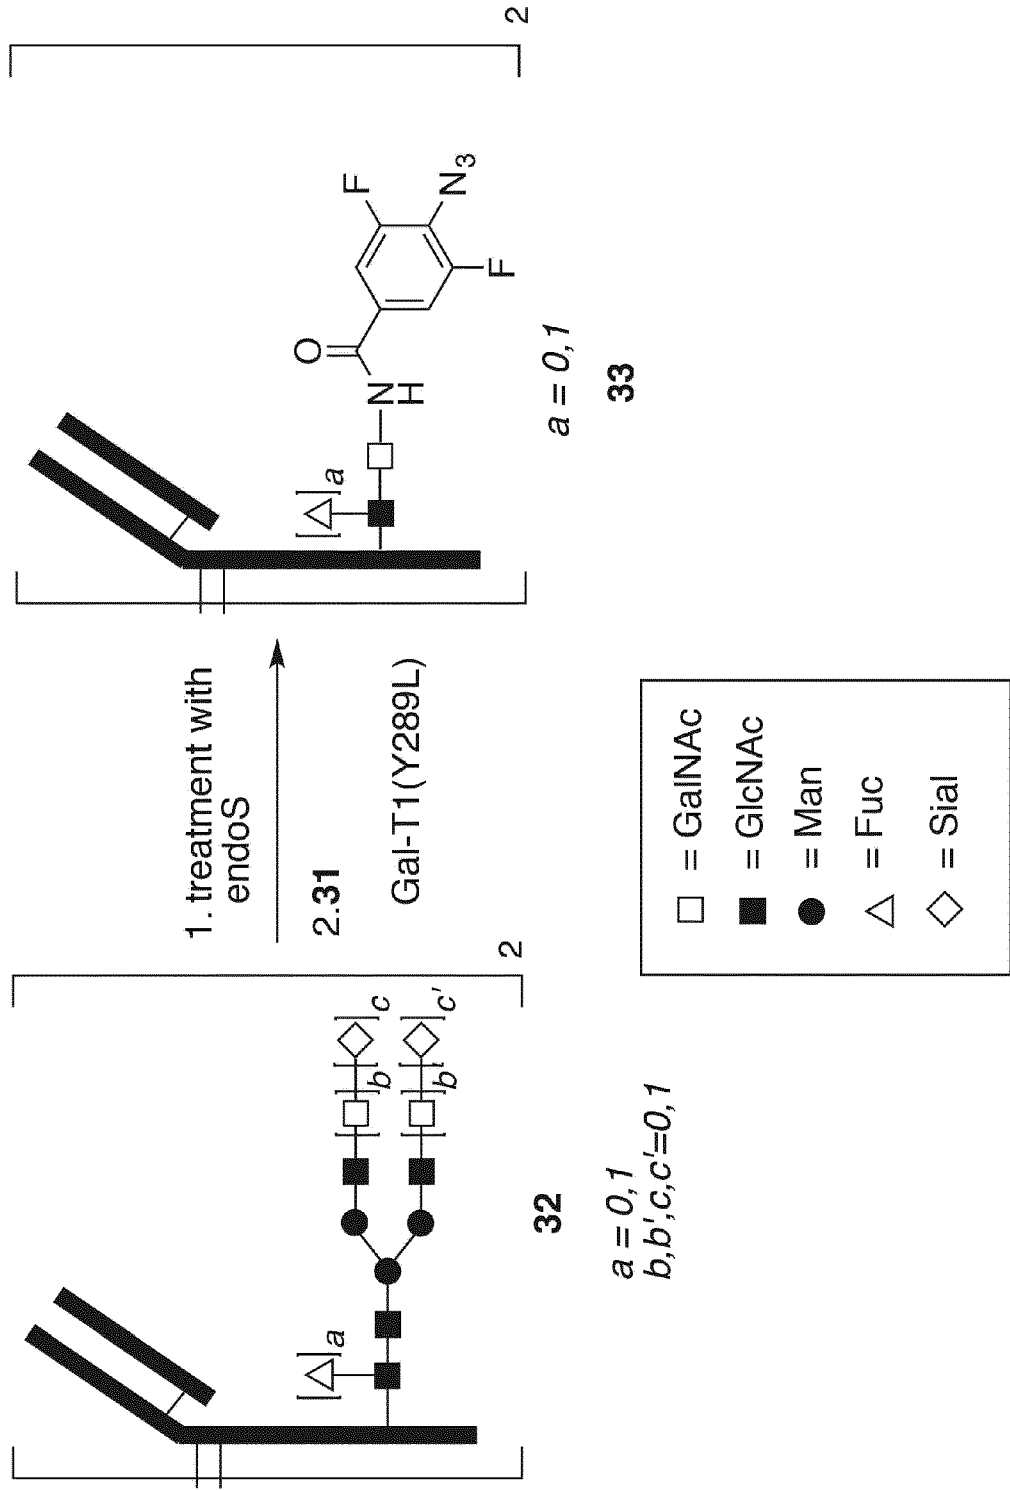 1. treatment with
endoS
2.31
Gal-T1(Y289L)
[ ]a
[ ]b [ ]c
[ ]b' [ ]c'
2
32
a = 0,1
b,b',c,c'=0,1
[ ]a
O
N
H
F
F
N3
2
a = 0,1
33
= GalNAc
= GlcNAc
= Man
= Fuc
= Sial